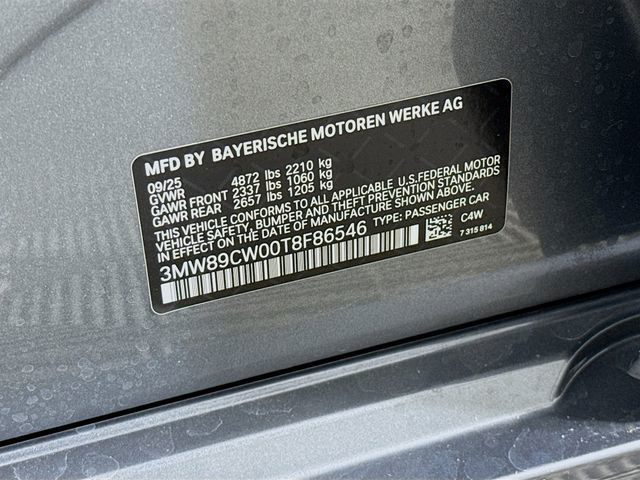 MFD BY BAYERISCHE MOTOREN WERKE AG
09/25
GVWR 4872 lbs 2210 kg
GAWR FRONT 2337 lbs 1060 kg
GAWR REAR 2657 lbs 1205 kg
THIS VEHICLE CONFORMS TO ALL APPLICABLE U.S.FEDERAL MOTOR
VEHICLE SAFETY, BUMPER AND THEFT PREVENTION STANDARDS
IN EFFECT ON THE DATE OF MANUFACTURE SHOWN ABOVE.
3MW89CW00T8F86546 TYPE: PASSENGER CAR
C4W
7 315 814